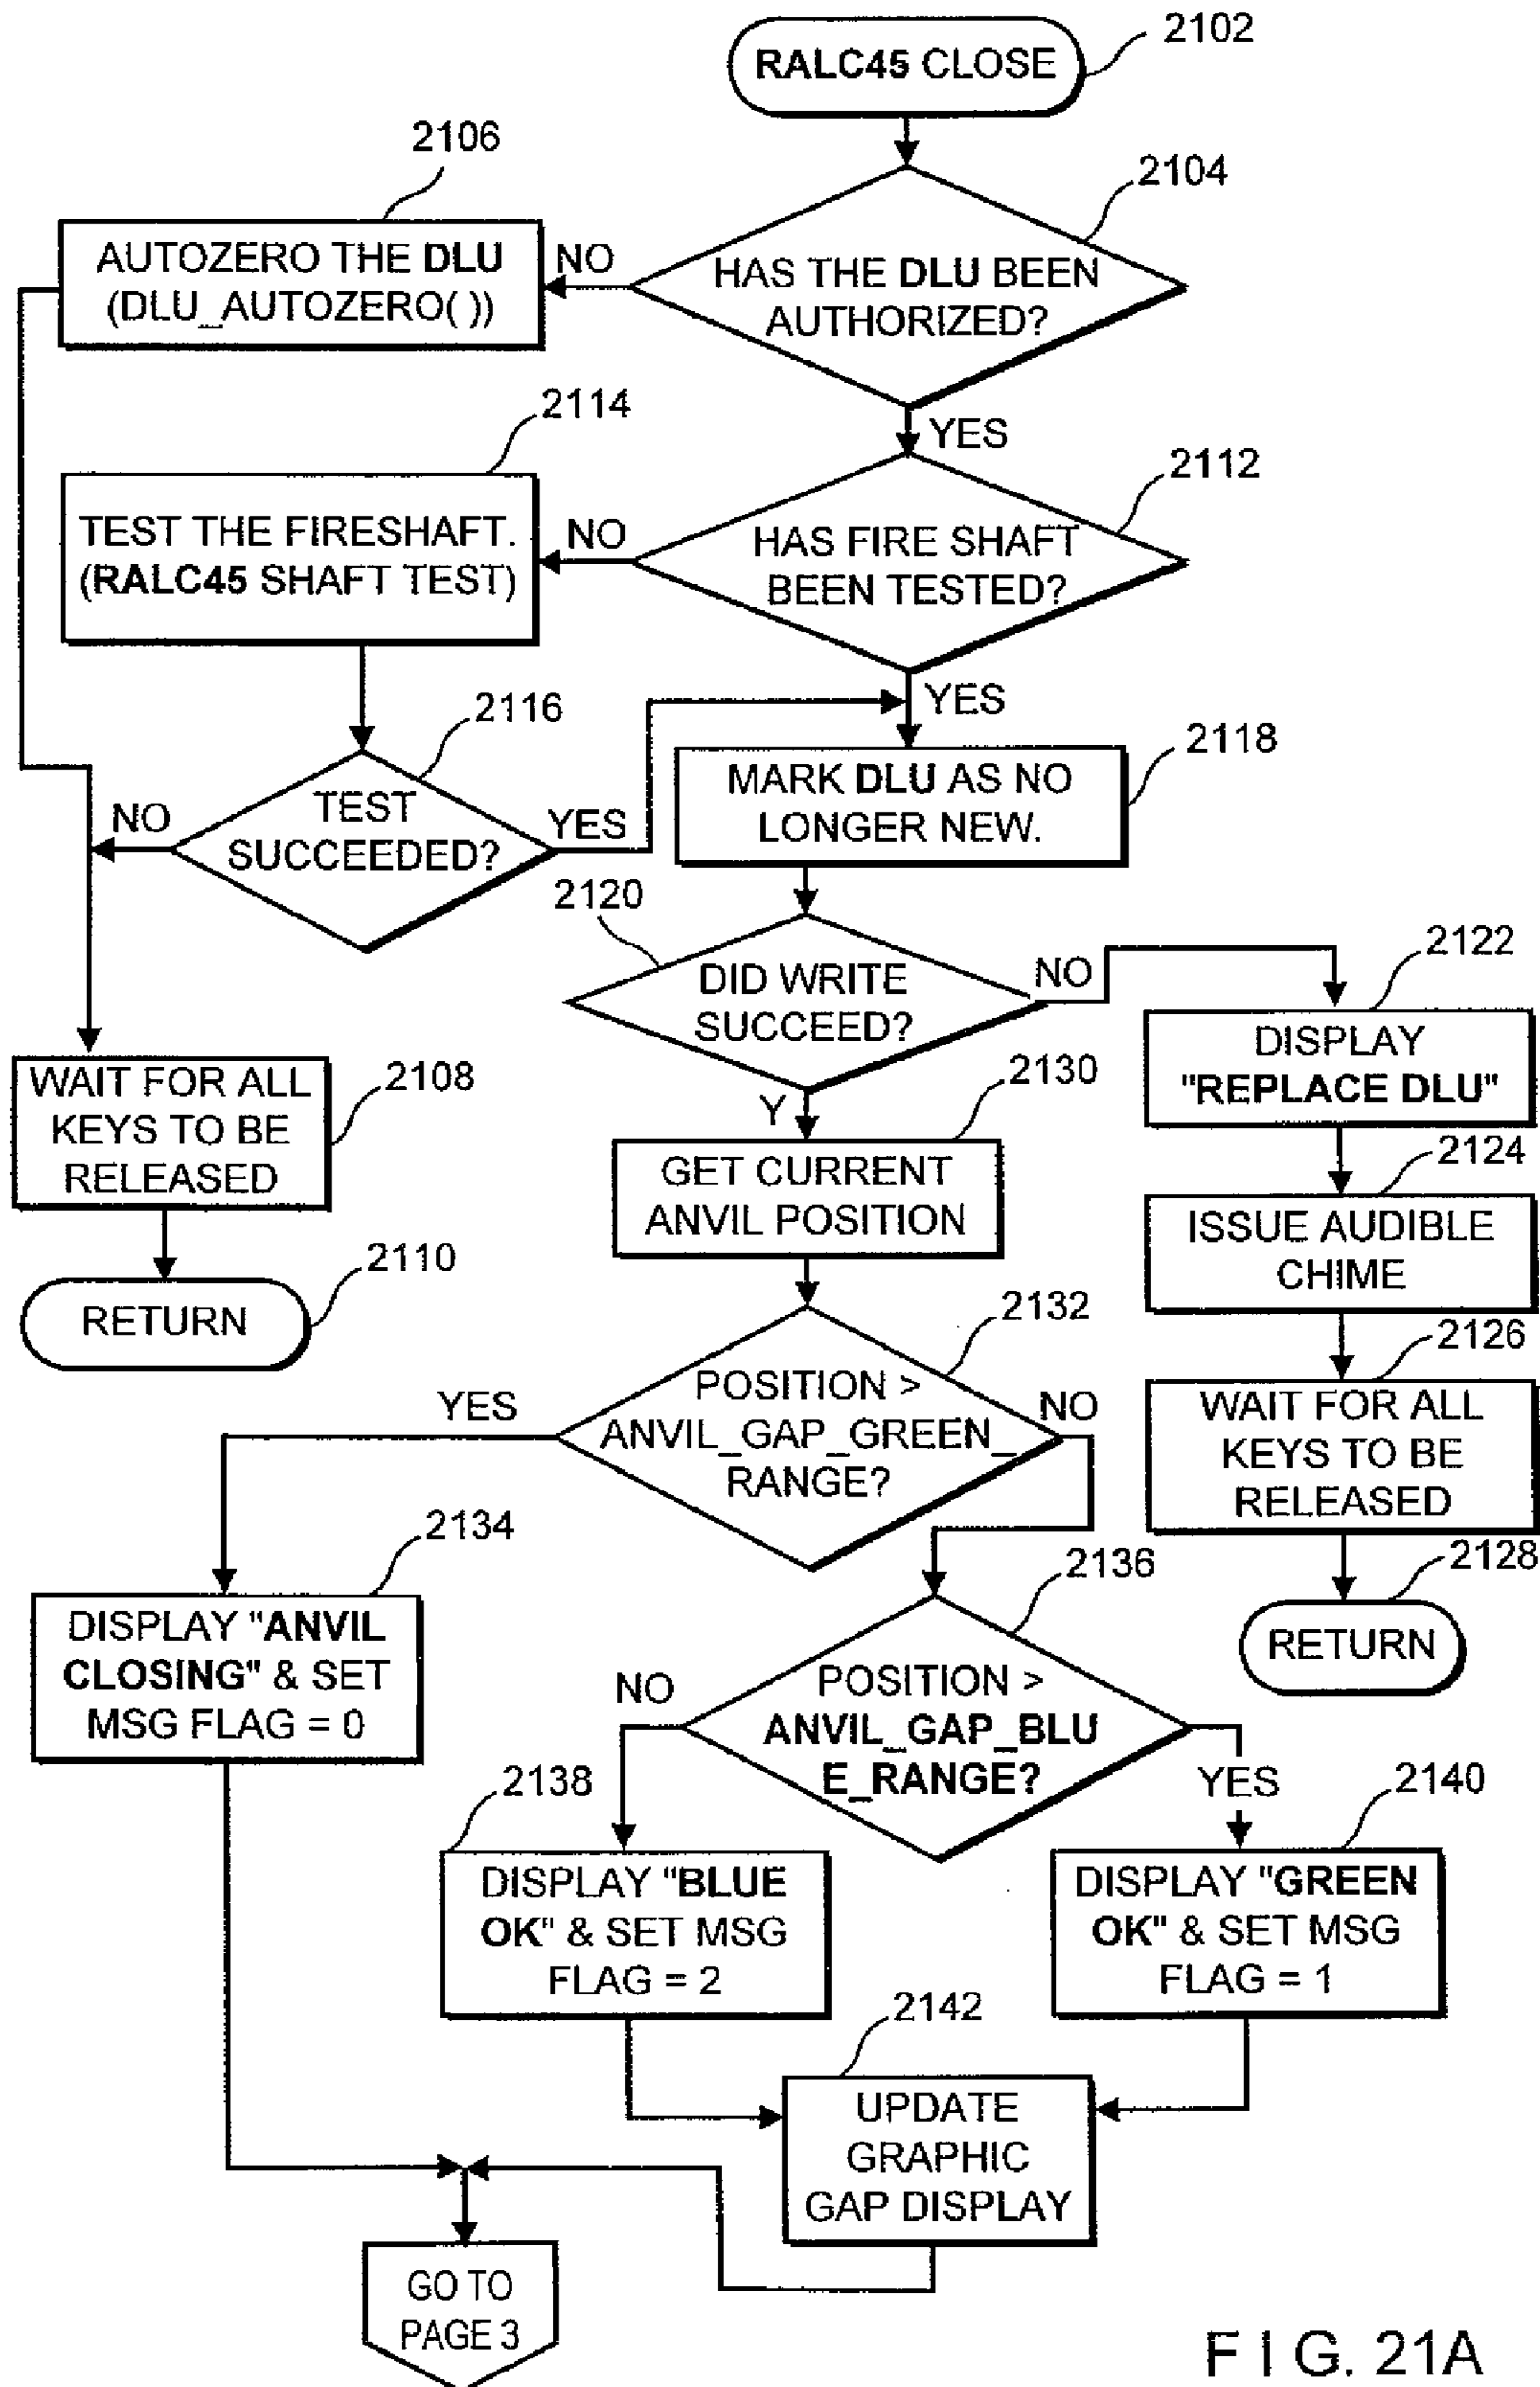 RALC45 CLOSE
2102
2106
2104
AUTOZERO THE DLU
(DLU_AUTOZERO( ))
NO
HAS THE DLU BEEN
AUTHORIZED?
2114
YES
2112
TEST THE FIRESHAFT.
(RALC45 SHAFT TEST)
NO
HAS FIRE SHAFT
BEEN TESTED?
2116
YES
2118
NO
TEST
SUCCEEDED?
YES
MARK DLU AS NO
LONGER NEW.
2120
DID WRITE
SUCCEED?
NO
2122
DISPLAY
"REPLACE DLU"
WAIT FOR ALL
KEYS TO BE
RELEASED
2108
Y
2130
GET CURRENT
ANVIL POSITION
2124
ISSUE AUDIBLE
CHIME
RETURN
2110
2132
2126
YES
POSITION >
ANVIL_GAP_GREEN_
RANGE?
NO
WAIT FOR ALL
KEYS TO BE
RELEASED
2134
2136
2128
DISPLAY "ANVIL
CLOSING" & SET
MSG FLAG = 0
RETURN
NO
POSITION >
ANVIL_GAP_BLU
E_RANGE?
YES
2138
2140
DISPLAY "BLUE
OK" & SET MSG
FLAG = 2
DISPLAY "GREEN
OK" & SET MSG
FLAG = 1
2142
UPDATE
GRAPHIC
GAP DISPLAY
GO TO
PAGE 3
F I G. 21A